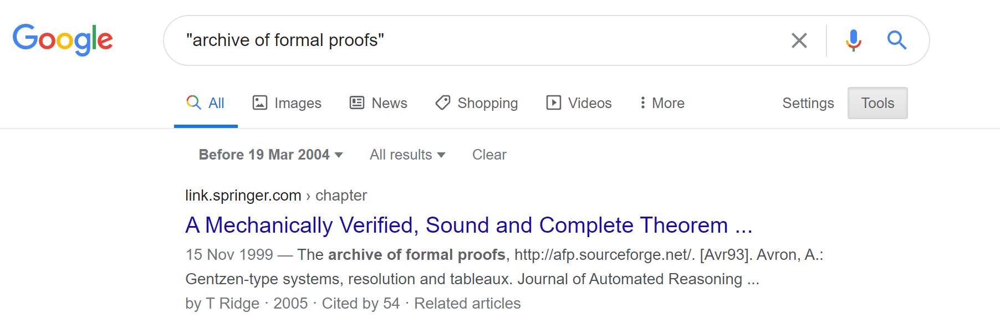 Google
"archive of formal proofs"
All Images News Shopping Videos More Settings Tools
Before 19 Mar 2004 All results Clear
link.springer.com › chapter
A Mechanically Verified, Sound and Complete Theorem ...
15 Nov 1999 — The archive of formal proofs, http://afp.sourceforge.net/. [Avr93]. Avron, A.:
Gentzen-type systems, resolution and tableaux. Journal of Automated Reasoning ...
by T Ridge · 2005 · Cited by 54 · Related articles